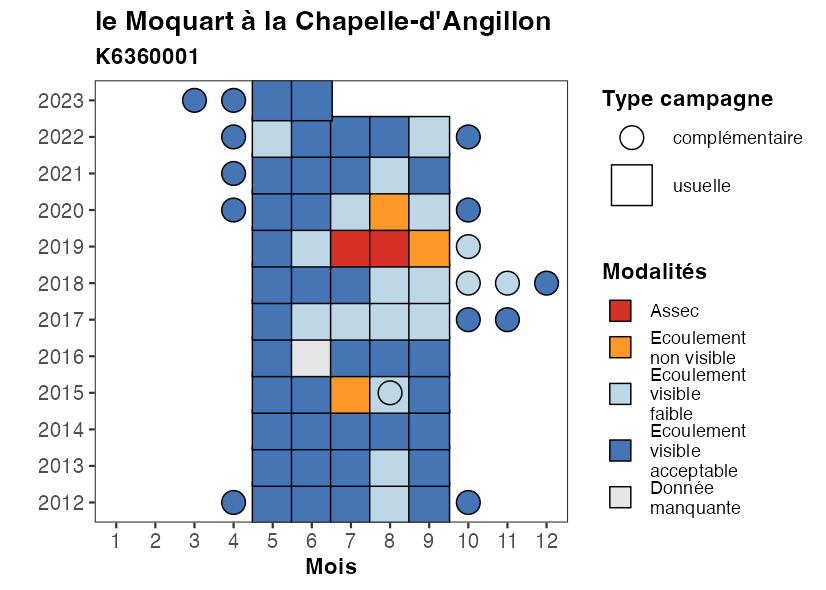 le Moquart à la Chapelle-d'Angillon
K6360001
2023
2022
2021
2020
2019
2018
2017
2016
2015
2014
2013
2012
1 2 3 4 5 6 7 8 9 10 11 12
Mois
Type campagne
complémentaire
usuelle
Modalités
Assec
Ecoulement
non visible
Ecoulement
visible
faible
Ecoulement
visible
acceptable
Donnée
manquante